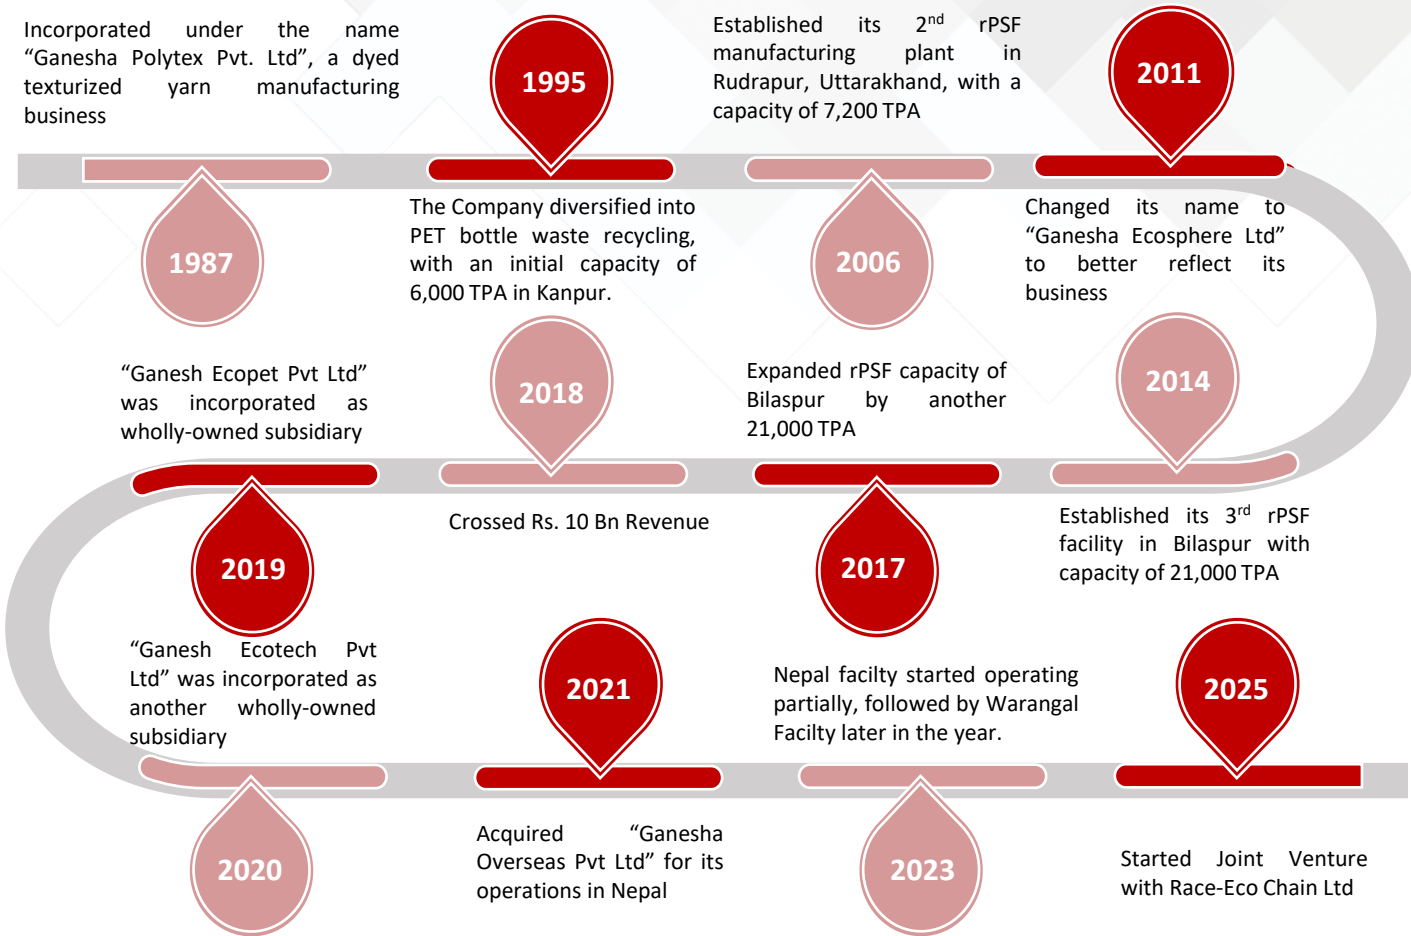 Incorporated under the name
“Ganesha Polytex Pvt. Ltd”, a dyed
texturized yarn manufacturing
business
1987
1995
The Company diversified into
PET bottle waste recycling,
with an initial capacity of
6,000 TPA in Kanpur.
Established its 2nd rPSF
manufacturing plant in
Rudrapur, Uttarakhand, with a
capacity of 7,200 TPA
2006
2011
Changed its name to
“Ganesha Ecosphere Ltd”
to better reflect its
business
2014
Established its 3rd rPSF
facility in Bilaspur with
capacity of 21,000 TPA
Expanded rPSF capacity of
Bilaspur by another
21,000 TPA
2017
2018
Crossed Rs. 10 Bn Revenue
“Ganesh Ecopet Pvt Ltd”
was incorporated as
wholly-owned subsidiary
2019
“Ganesh Ecotech Pvt
Ltd” was incorporated as
another wholly-owned
subsidiary
2020
2021
Acquired “Ganesha
Overseas Pvt Ltd” for its
operations in Nepal
Nepal facilty started operating
partially, followed by Warangal
Facilty later in the year.
2023
2025
Started Joint Venture
with Race-Eco Chain Ltd